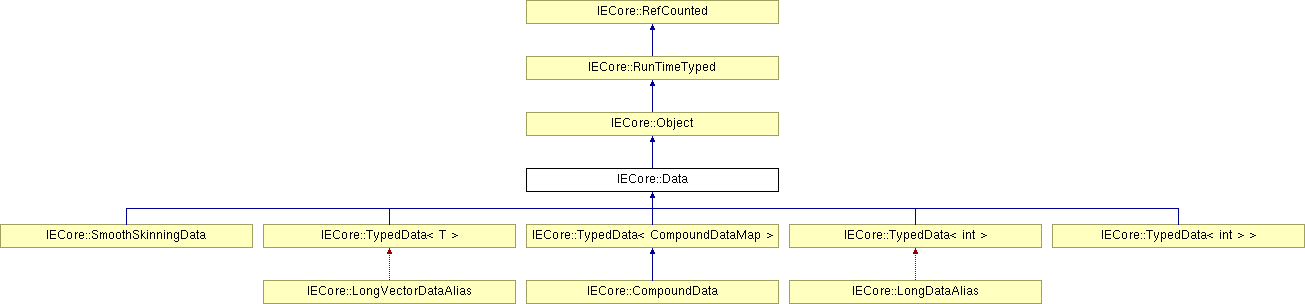 IECore::RefCounted
IECore::RunTimeTyped
IECore::Object
IECore::Data
IECore::SmoothSkinningData
IECore::TypedData< T >
IECore::TypedData< CompoundDataMap >
IECore::TypedData< int >
IECore::TypedData< int > >
IECore::LongVectorDataAlias
IECore::CompoundData
IECore::LongDataAlias